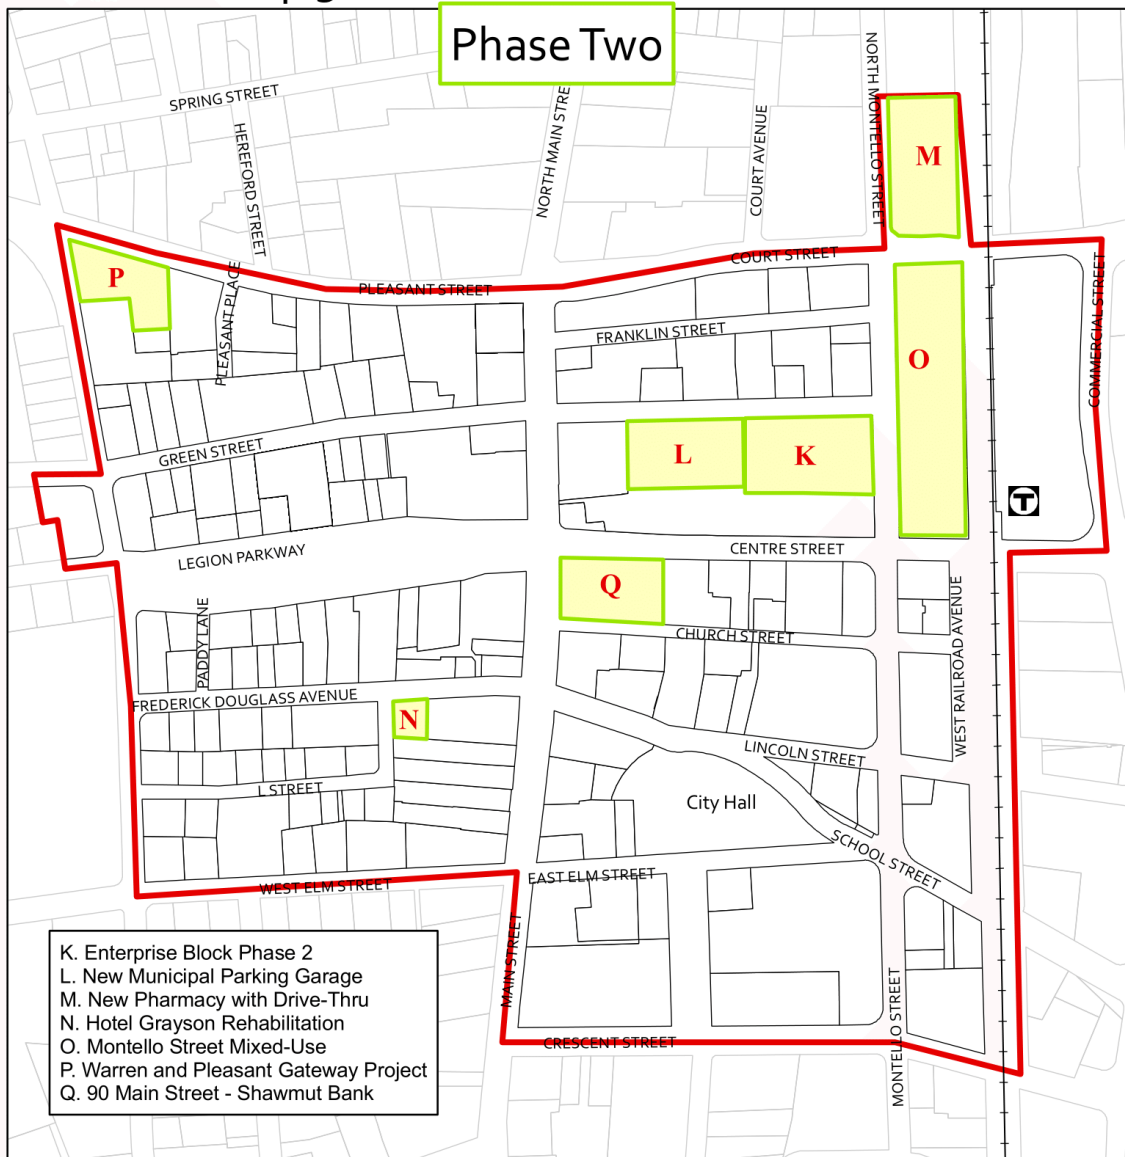 Phase Two
SPRING STREET
HEREFORD STREET
NORTH MAIN STRE
COURT AVENUE
NORTH MONTELLO STREET
M
P
PLEASANT PLACE
PLEASANT STREET
COURT STREET
COMMERCIAL STREET
FRANKLIN STREET
O
GREEN STREET
L
K
T
LEGION PARKWAY
CENTRE STREET
Q
PADDY LANE
CHURCH STREET
WEST RAILROAD AVENUE
FREDERICK DOUGLASS AVENUE
N
LINCOLN STREET
L STREET
City Hall
SCHOOL STREET
WEST ELM STREET
EAST ELM STREET
MAIN STREET
MONTELLO STREET
CRESCENT STREET
K. Enterprise Block Phase 2
L. New Municipal Parking Garage
M. New Pharmacy with Drive-Thru
N. Hotel Grayson Rehabilitation
O. Montello Street Mixed-Use
P. Warren and Pleasant Gateway Project
Q. 90 Main Street - Shawmut Bank